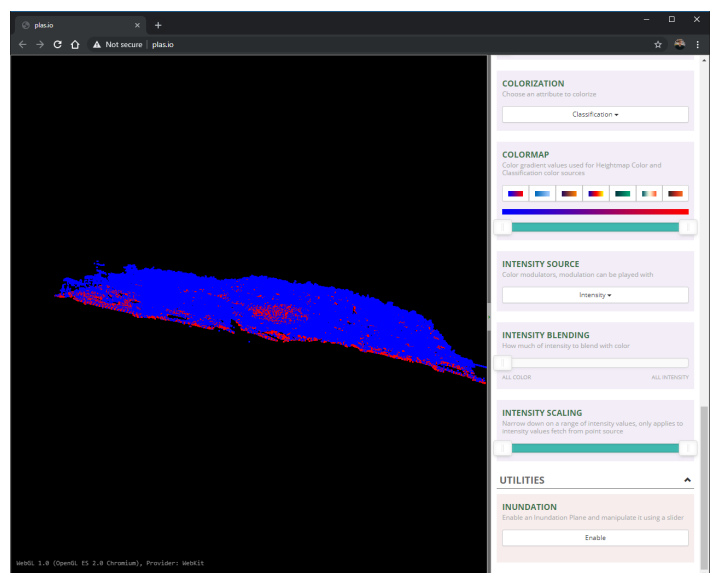 plas.io
Not secure
plas.io
COLORIZATION
Choose an attribute to colorize
Classification
COLORMAP
Color gradient values used for Heightmap Color and
Classification color sources
INTENSITY SOURCE
Color modulators, modulation can be played with
Intensity
INTENSITY BLENDING
How much of intensity to blend with color
ALL COLOR
ALL INTENSITY
INTENSITY SCALING
Narrow down on a range of intensity values, only applies to
intensity values fetch from point source
UTILITIES
INUNDATION
Enable an Inundation Plane and manipulate it using a slider
Enable
WebGL 1.0 (OpenGL ES 2.0 Chromium), Provider: WebKit